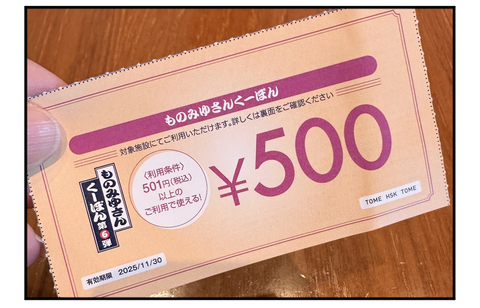 ものみゆさんくーぽん
対象施設にてご利用いただけます。詳しくは裏面をご確認ください
〈利用条件〉
501円(税込)
以上の
ご利用で使える!
¥500
ものみゆさん
くーぽん第6弾
有効期限 2025/11/30
TOME HSK TOME